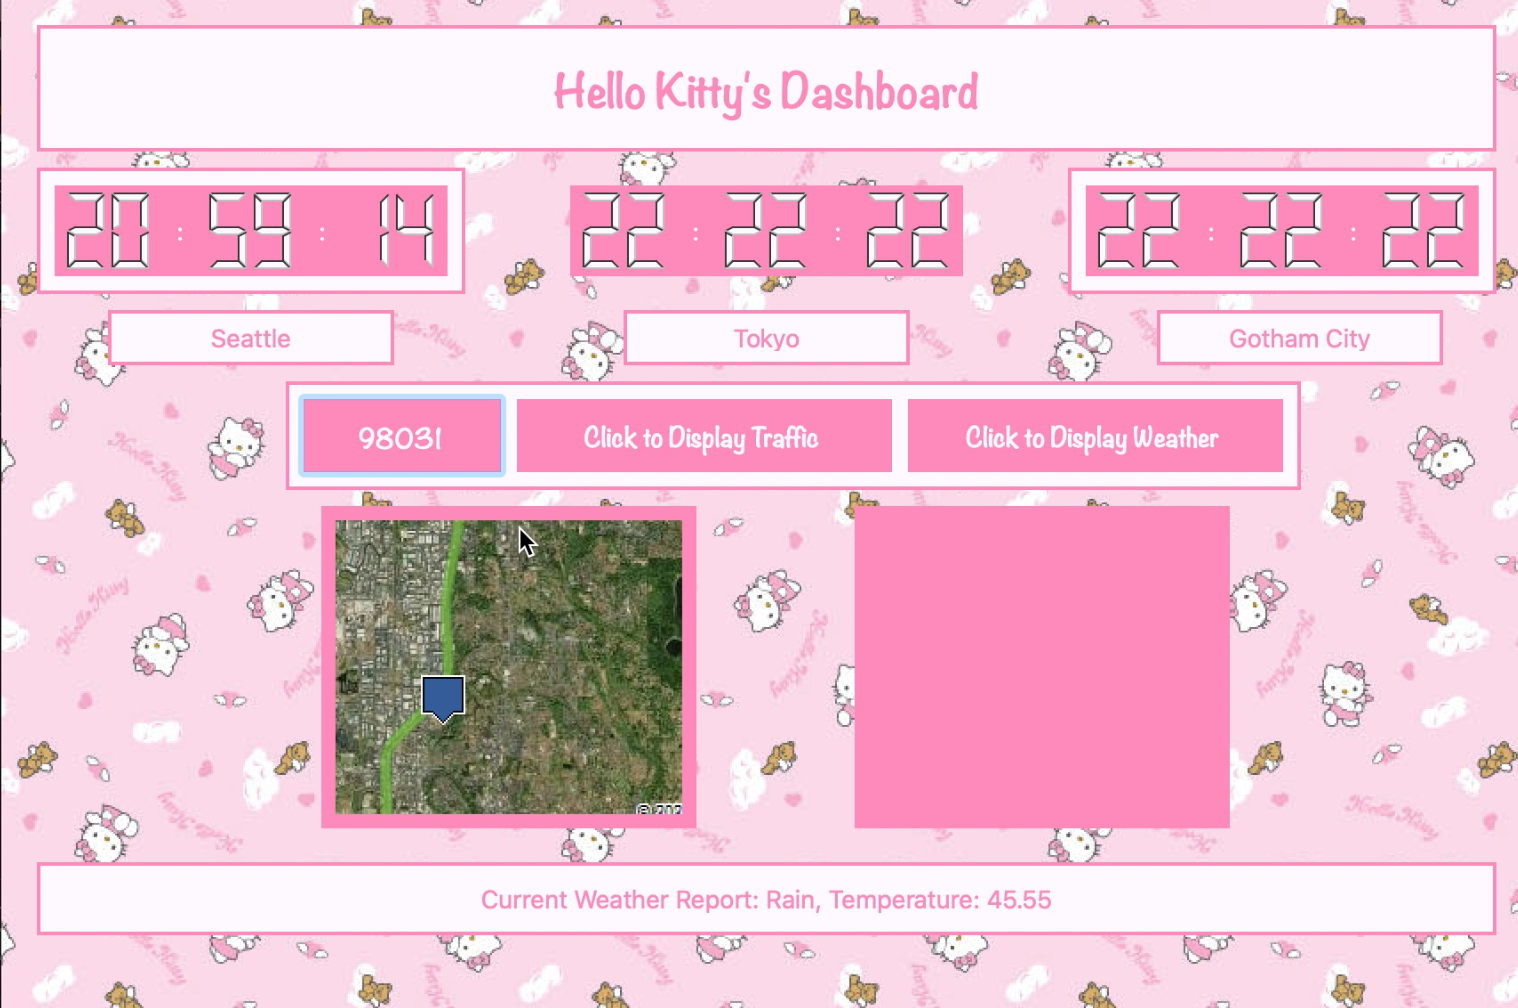 Hello Kitty's Dashboard
20 : 59 : 14
22 : 22 : 22
22 : 22 : 22
Seattle
Tokyo
Gotham City
98031
Click to Display Traffic
Click to Display Weather
Current Weather Report: Rain, Temperature: 45.55